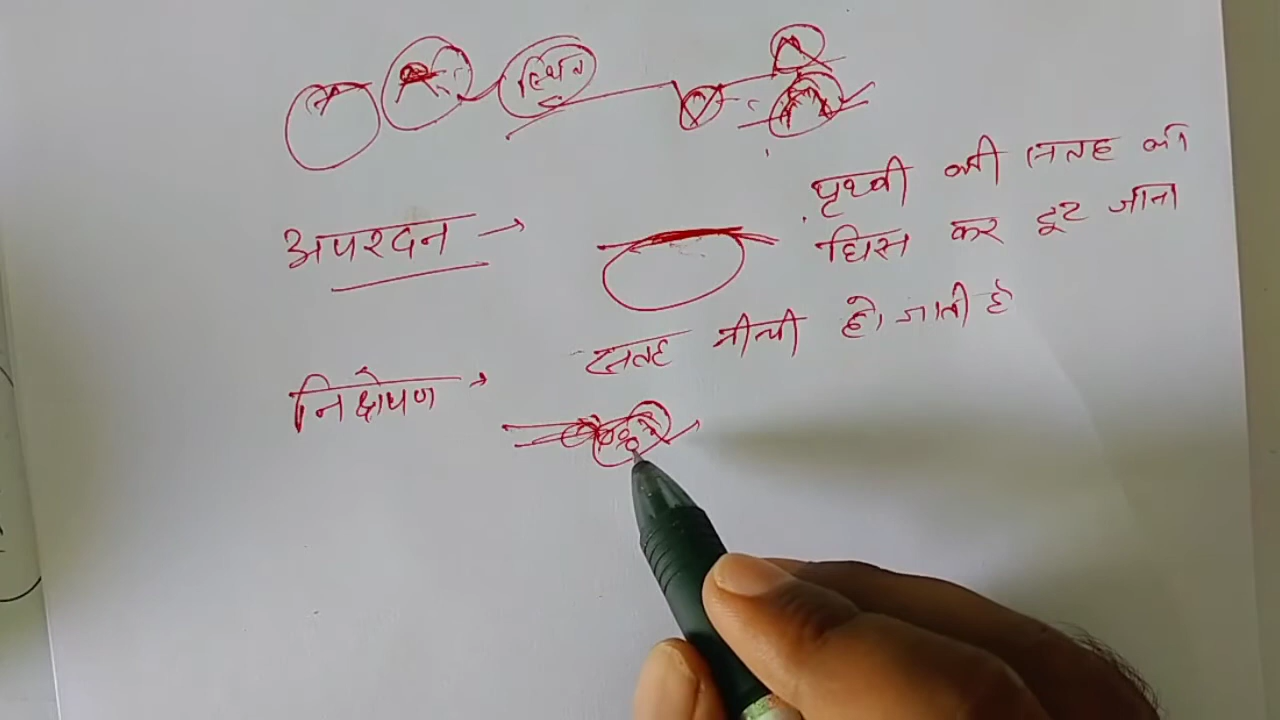 अपरदन → पृथ्वी की सतह का
घिस कर टूट जाना
सतह नीची हो जाती है
निक्षेपण →